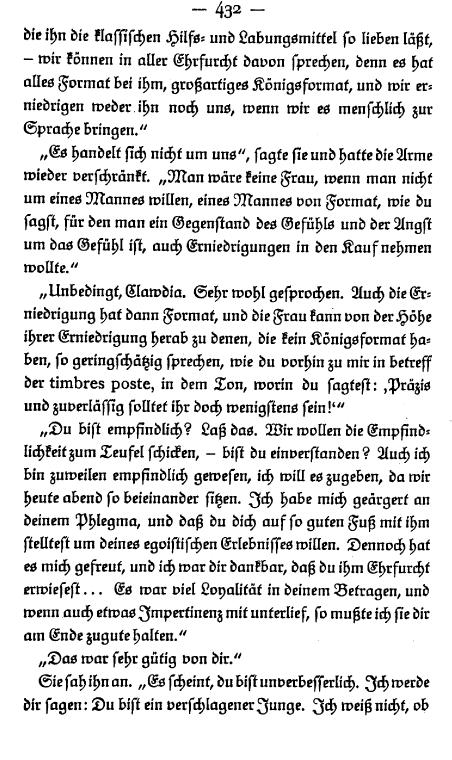 — 432 —
die ihn die klassischen Hilfs- und Labungsmittel so lieben läßt,
– wir können in aller Ehrfurcht davon sprechen, denn es hat
alles Format bei ihm, großartiges Königsformat, und wir er-
niedrigen weder ihn noch uns, wenn wir es menschlich zur
Sprache bringen.“
„Es handelt sich nicht um uns“, sagte sie und hatte die Arme
wieder verschränkt. „Man wäre keine Frau, wenn man nicht
um eines Mannes willen, eines Mannes von Format, wie du
sagst, für den man ein Gegenstand des Gefühls und der Angst
um das Gefühl ist, auch Erniedrigungen in den Kauf nehmen
wollte.“
„Unbedingt, Clawdia. Sehr wohl gesprochen. Auch die Er-
niedrigung hat dann Format, und die Frau kann von der Höhe
ihrer Erniedrigung herab zu denen, die kein Königsformat ha-
ben, so geringschätzig sprechen, wie du vorhin zu mir in betreff
der timbres poste, in dem Ton, worin du sagtest: ‚Präzis
und zuverlässig solltet ihr doch wenigstens sein!‘“
„Du bist empfindlich? Laß das. Wir wollen die Empfind-
lichkeit zum Teufel schicken, – bist du einverstanden? Auch ich
bin zuweilen empfindlich gewesen, ich will es zugeben, da wir
heute abend so beieinander sitzen. Ich habe mich geärgert an
deinem Phlegma, und daß du dich auf so guten Fuß mit ihm
stelltest um deines egoistischen Erlebnisses willen. Dennoch hat
es mich gefreut, und ich war dir dankbar, daß du ihm Ehrfurcht
erwiesest... Es war viel Loyalität in deinem Betragen, und
wenn auch etwas Impertinenz mit unterlief, so mußte ich sie dir
am Ende zugute halten.“
„Das war sehr gütig von dir.“
Sie sah ihn an. „Es scheint, du bist unverbesserlich. Ich werde
dir sagen: Du bist ein verschlagener Junge. Ich weiß nicht, ob